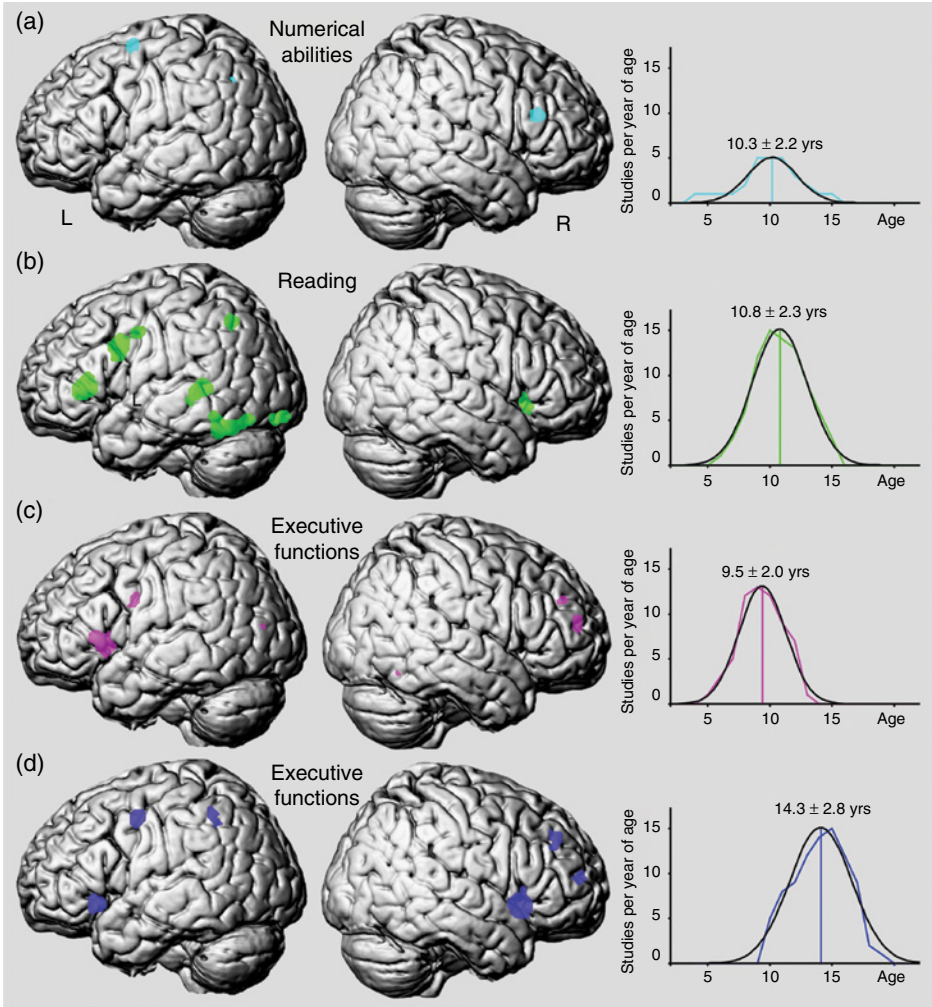 (a)
Numerical
abilities
L
R
Studies per year of age
15
10
5
0
10.3 ± 2.2 yrs
5 10 15 Age
(b)
Reading
L
Studies per year of age
15
10
5
0
10.8 ± 2.3 yrs
5 10 15 Age
(c)
Executive
functions
Studies per year of age
15
10
5
0
9.5 ± 2.0 yrs
5 10 15 Age
(d)
Executive
functions
Studies per year of age
15
10
5
0
14.3 ± 2.8 yrs
5 10 15 Age